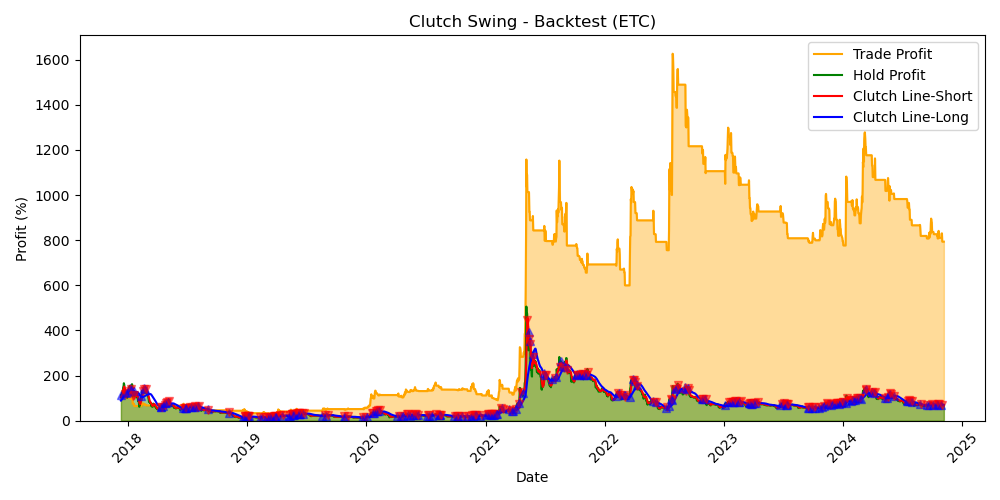 Clutch Swing - Backtest (ETC)
Trade Profit
Hold Profit
Clutch Line-Short
Clutch Line-Long
Profit (%)
1600
1400
1200
1000
800
600
400
200
0
2018
2019
2020
2021
2022
2023
2024
2025
Date